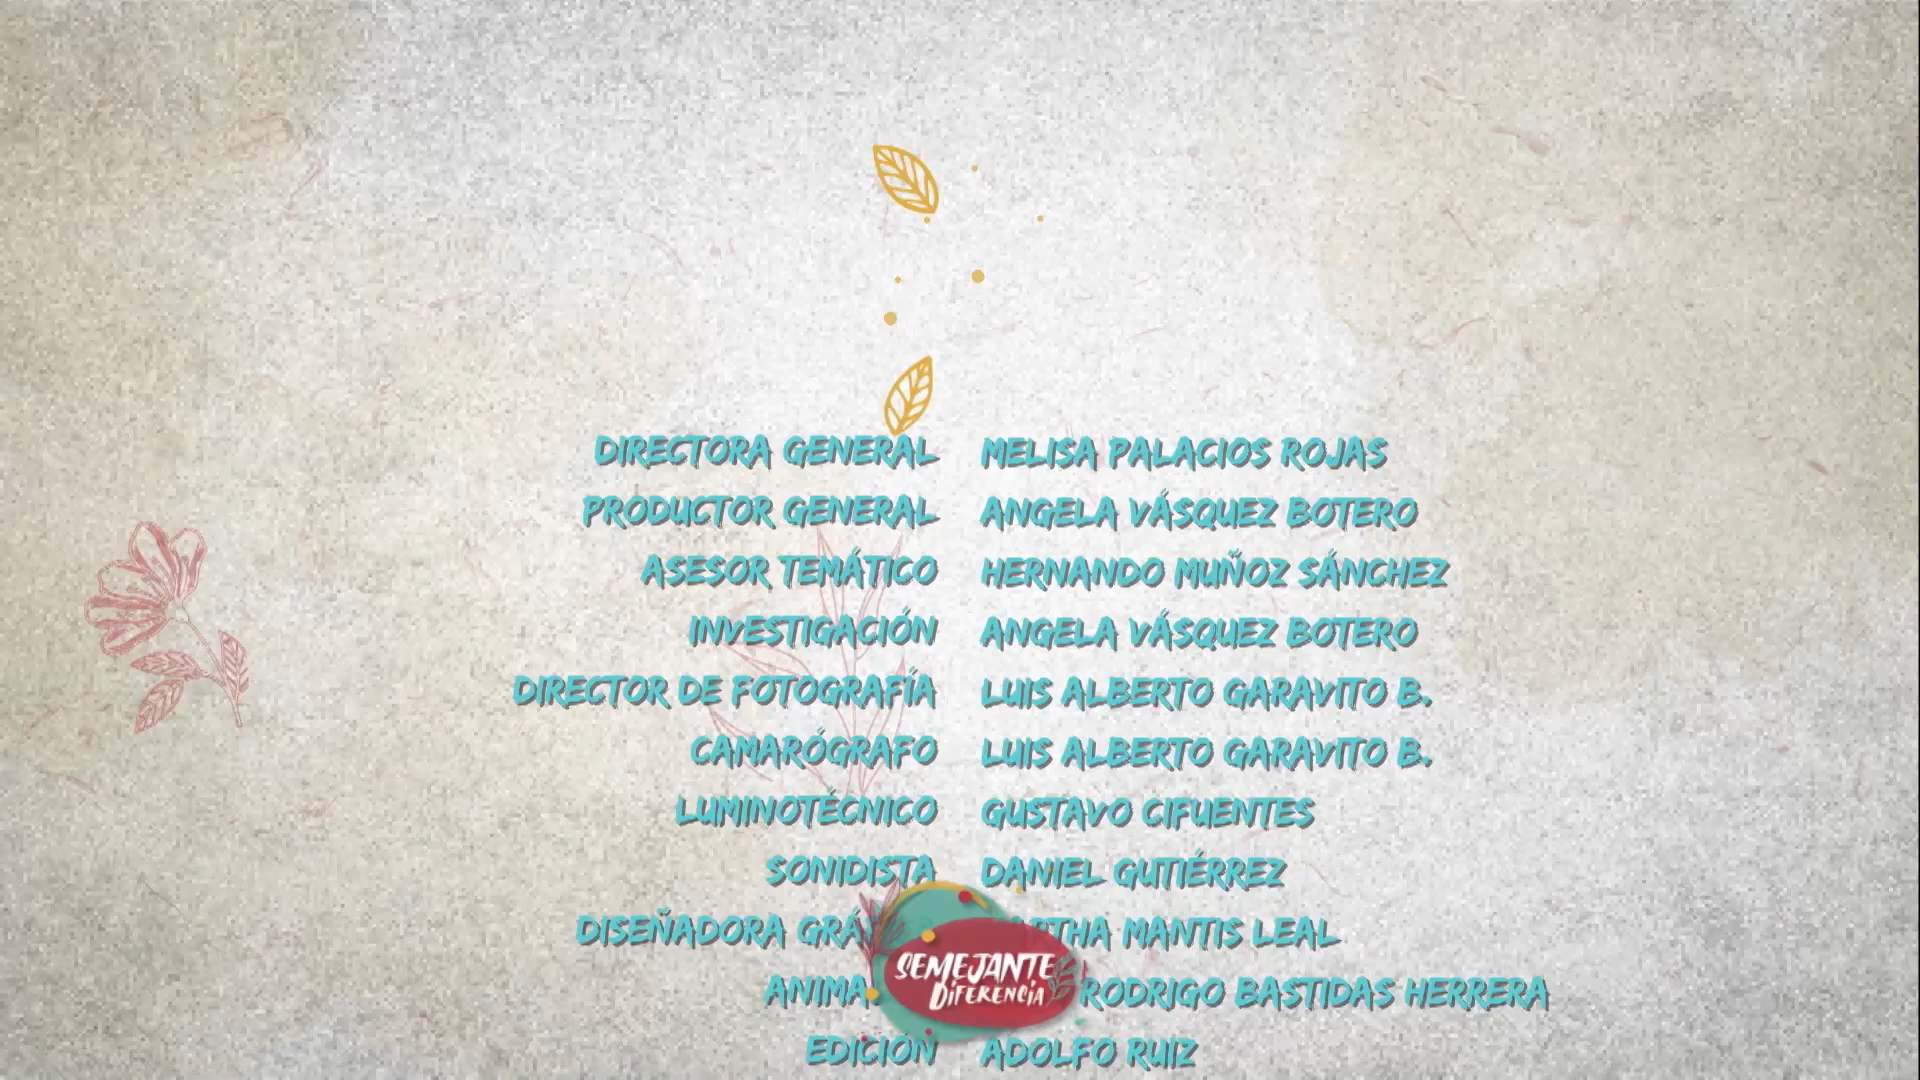 DIRECTORA GENERAL MELISA PALACIOS ROJAS
PRODUCTOR GENERAL ANGELA VÁSQUEZ BOTERO
ASESOR TEMÁTICO HERNANDO MUÑOZ SÁNCHEZ
INVESTIGACIÓN ANGELA VÁSQUEZ BOTERO
DIRECTOR DE FOTOGRAFÍA LUIS ALBERTO GARAVITO B.
CAMARÓGRAFO LUIS ALBERTO GARAVITO B.
LUMINOTÉCNICO GUSTAVO CIFUENTES
SONIDISTA DANIEL GUTIÉRREZ
DISEÑADORA MANTIS LEAL
SEMEJANTE
DIFERENCIA
RODRIGO BASTIDAS HERRERA
EDICIÓN ADOLFO RUIZ